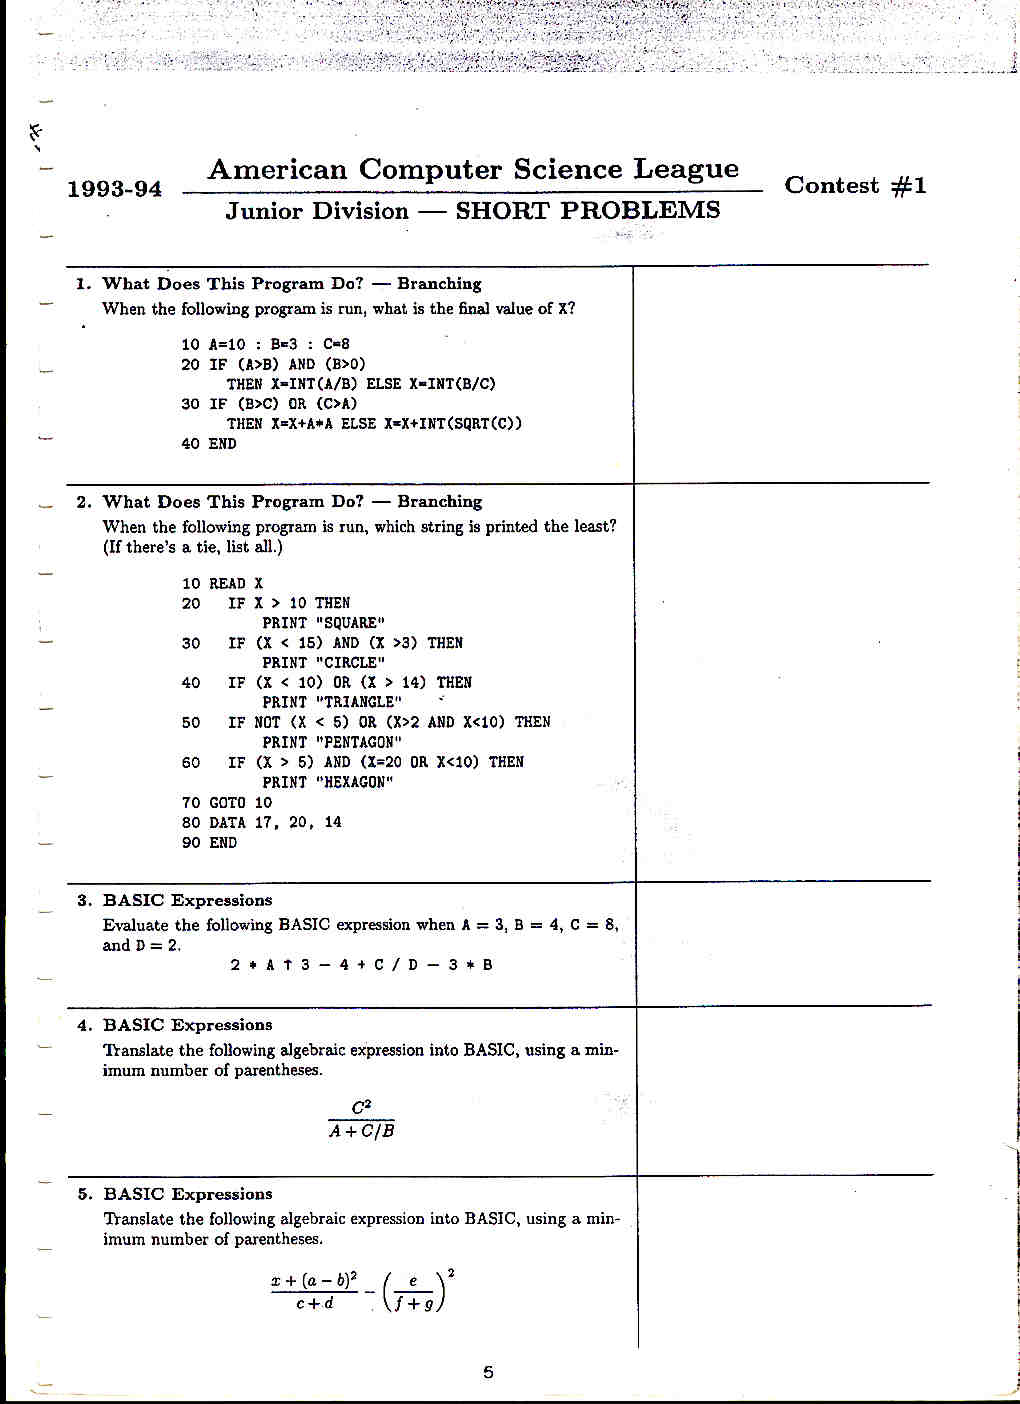 American Computer Science League
1993-94
Contest #1
Junior Division — SHORT PROBLEMS
1. What Does This Program Do? — Branching
When the following program is run, what is the final value of X?
10 A=10 : B=3 : C=8
20 IF (A>B) AND (B>0)
THEN X=INT(A/B) ELSE X=INT(B/C)
30 IF (B>C) OR (C>A)
THEN X=X+A*A ELSE X=X+INT(SQRT(C))
40 END
2. What Does This Program Do? — Branching
When the following program is run, which string is printed the least?
(If there's a tie, list all.)
10 READ X
20 IF X > 10 THEN
PRINT "SQUARE"
30 IF (X < 15) AND (X >3) THEN
PRINT "CIRCLE"
40 IF (X < 10) OR (X > 14) THEN
PRINT "TRIANGLE"
50 IF NOT (X < 5) OR (X>2 AND X<10) THEN
PRINT "PENTAGON"
60 IF (X > 5) AND (X=20 OR X<10) THEN
PRINT "HEXAGON"
70 GOTO 10
80 DATA 17, 20, 14
90 END
3. BASIC Expressions
Evaluate the following BASIC expression when A = 3, B = 4, C = 8,
and D = 2.
2 * A ↑ 3 − 4 + C / D − 3 * B
4. BASIC Expressions
Translate the following algebraic expression into BASIC, using a min-
imum number of parentheses.
C²
A + C/B
5. BASIC Expressions
Translate the following algebraic expression into BASIC, using a min-
imum number of parentheses.
x + (a − b)² − ( e )²
c + d f + g
5